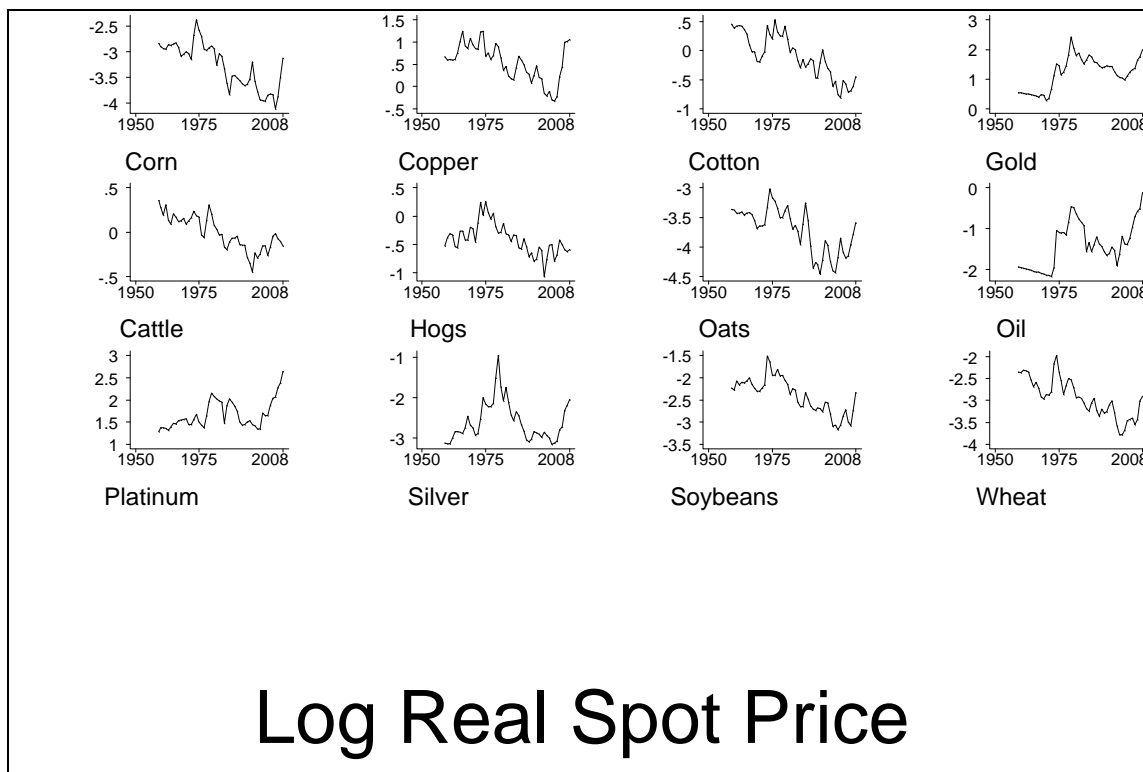 -2.5 -3 -3.5 -4 1950 1975 2008
1.5 1 .5 0 -.5 1950 1975 2008
.5 0 -.5 -1 1950 1975 2008
3 2 1 0 1950 1975 2008
Corn Copper Cotton Gold
.5 0 -.5 1950 1975 2008
.5 0 -.5 -1 1950 1975 2008
-3 -3.5 -4 -4.5 1950 1975 2008
0 -1 -2 1950 1975 2008
Cattle Hogs Oats Oil
3 2.5 2 1.5 1 1950 1975 2008
-1 -2 -3 1950 1975 2008
-1.5 -2 -2.5 -3 -3.5 1950 1975 2008
-2 -2.5 -3 -3.5 -4 1950 1975 2008
Platinum Silver Soybeans Wheat
Log Real Spot Price